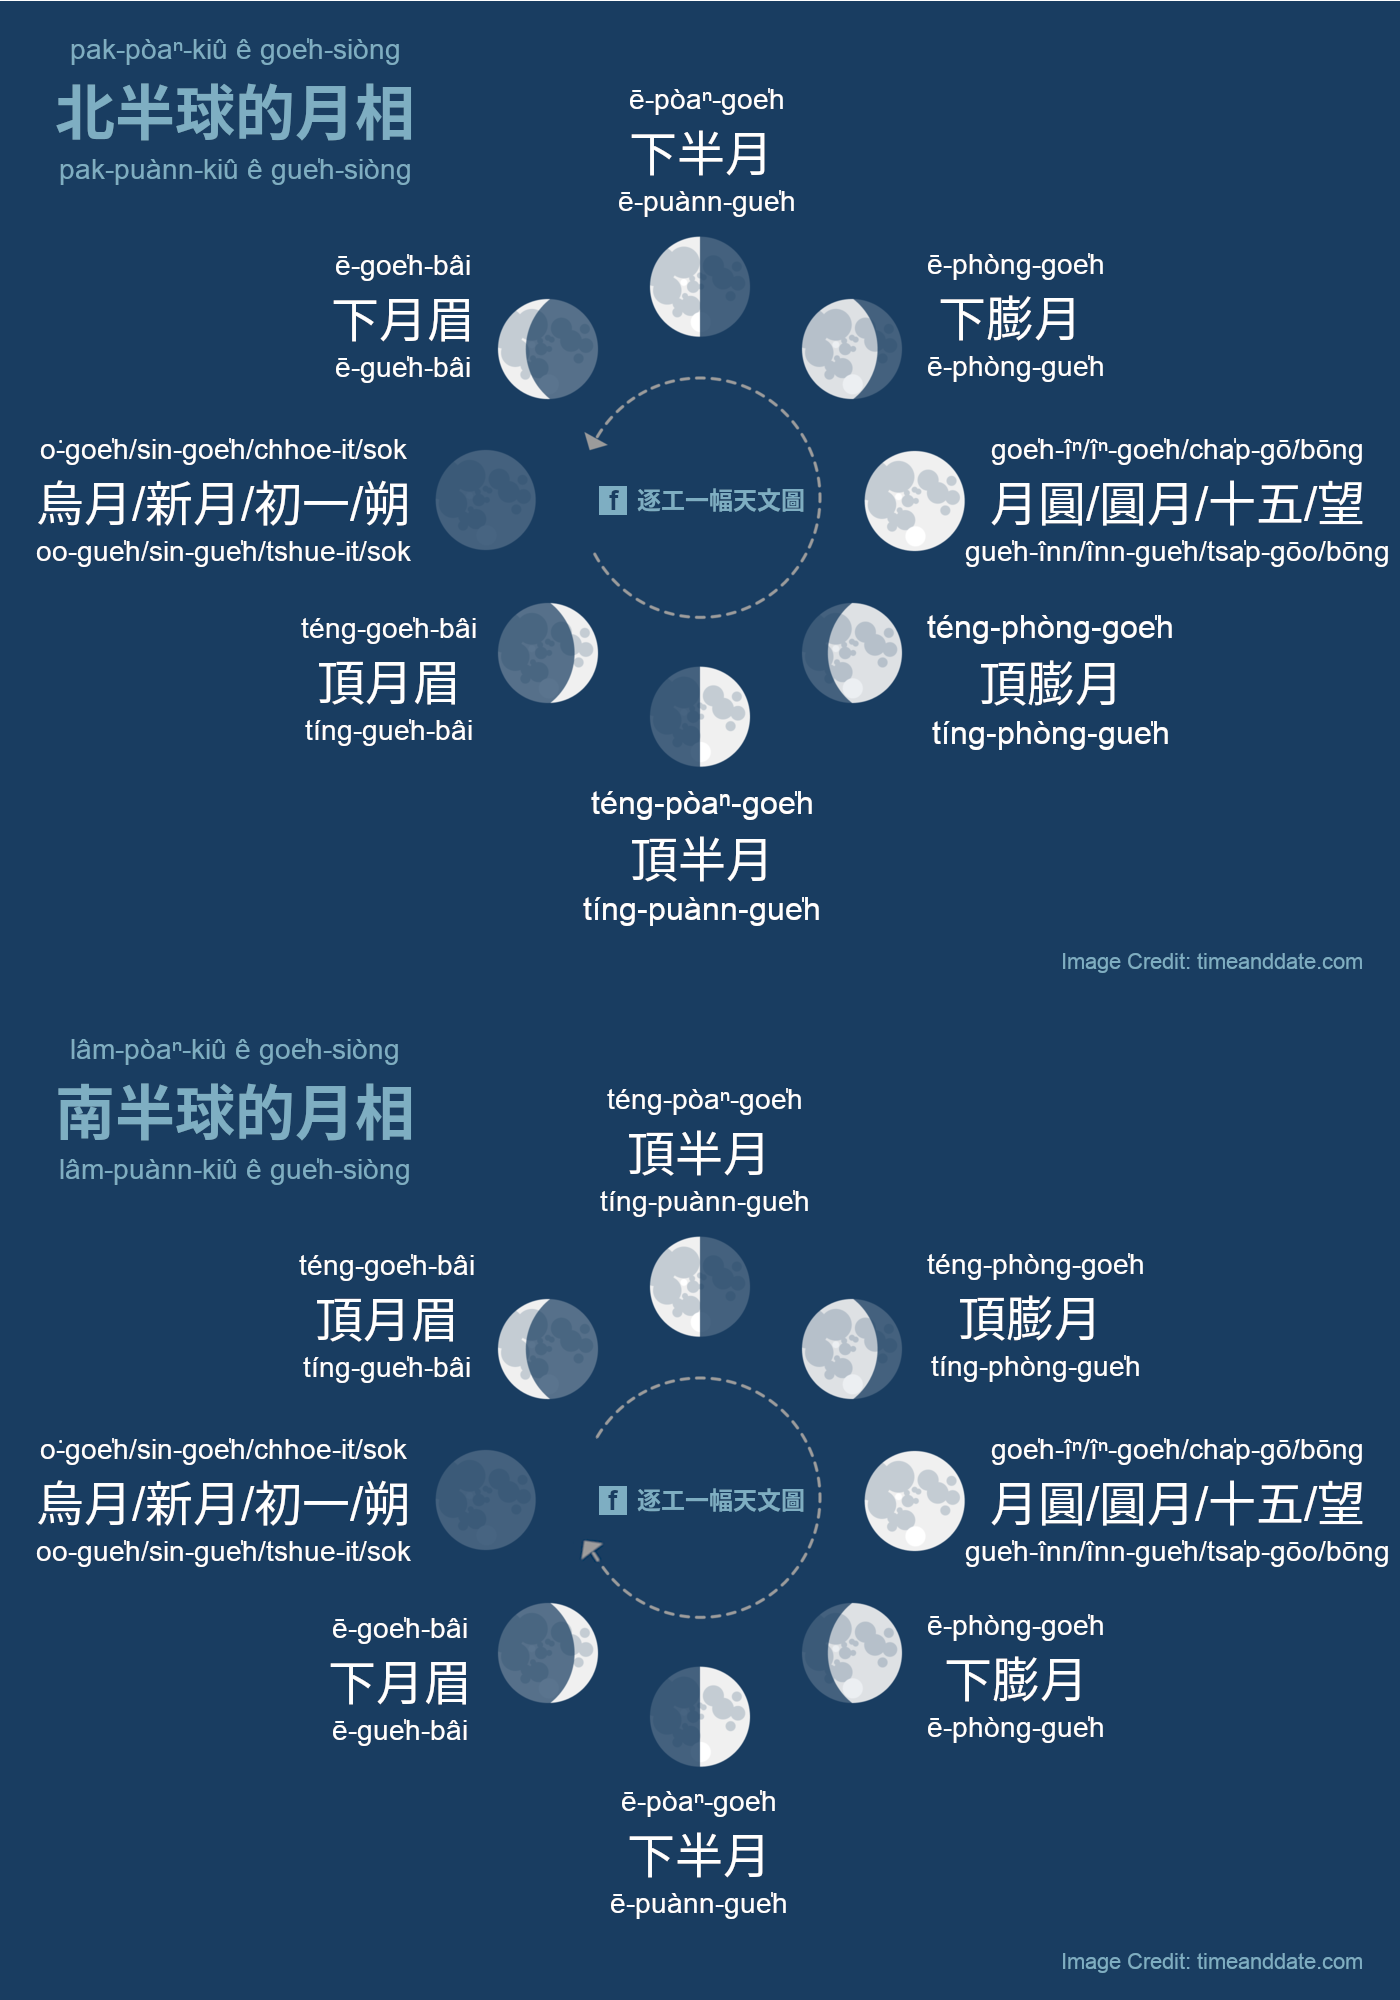 pak-pòaⁿ-kiû ê goe̍h-siòng
北半球的月相
pak-puànn-kiû ê gue̍h-siòng
ē-pòaⁿ-goe̍h
下半月
ē-puànn-gue̍h
ē-goe̍h-bâi
下月眉
ē-gue̍h-bâi
ē-phòng-goe̍h
下膨月
ē-phòng-gue̍h
o͘-goe̍h/sin-goe̍h/chhoe-it/sok
烏月/新月/初一/朔
oo-gue̍h/sin-gue̍h/tshue-it/sok
f 逐工一幅天文圖
goe̍h-îⁿ/îⁿ-goe̍h/cha̍p-gō͘/bōng
月圓/圓月/十五/望
gue̍h-înn/înn-gue̍h/tsa̍p-gōo/bōng
téng-goe̍h-bâi
頂月眉
tíng-gue̍h-bâi
téng-phòng-goe̍h
頂膨月
tíng-phòng-gue̍h
téng-pòaⁿ-goe̍h
頂半月
tíng-puànn-gue̍h
Image Credit: timeanddate.com
lâm-pòaⁿ-kiû ê goe̍h-siòng
南半球的月相
lâm-puànn-kiû ê gue̍h-siòng
téng-pòaⁿ-goe̍h
頂半月
tíng-puànn-gue̍h
téng-goe̍h-bâi
頂月眉
tíng-gue̍h-bâi
téng-phòng-goe̍h
頂膨月
tíng-phòng-gue̍h
o͘-goe̍h/sin-goe̍h/chhoe-it/sok
烏月/新月/初一/朔
oo-gue̍h/sin-gue̍h/tshue-it/sok
f 逐工一幅天文圖
goe̍h-îⁿ/îⁿ-goe̍h/cha̍p-gō͘/bōng
月圓/圓月/十五/望
gue̍h-înn/înn-gue̍h/tsa̍p-gōo/bōng
ē-goe̍h-bâi
下月眉
ē-gue̍h-bâi
ē-phòng-goe̍h
下膨月
ē-phòng-gue̍h
ē-pòaⁿ-goe̍h
下半月
ē-puànn-gue̍h
Image Credit: timeanddate.com